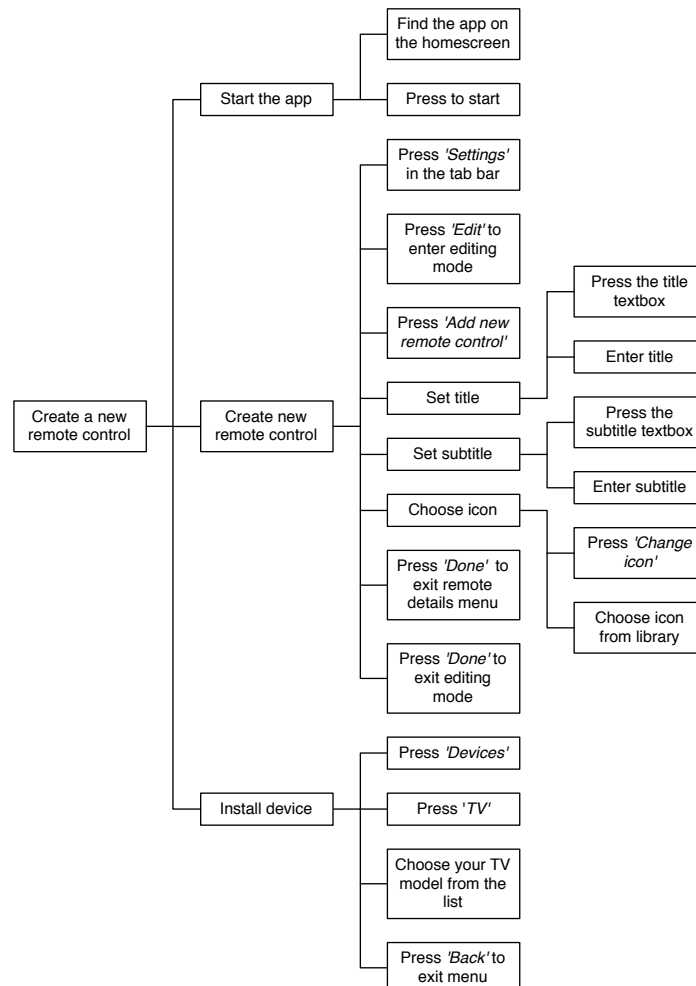 Find the app on
the homescreen
Start the app
Press to start
Press 'Settings'
in the tab bar
Press 'Edit' to
enter editing
mode
Press the title
textbox
Press 'Add new
remote control'
Enter title
Create a new
remote control
Create new
remote control
Set title
Press the
subtitle textbox
Set subtitle
Enter subtitle
Choose icon
Press 'Change
icon'
Press 'Done' to
exit remote
details menu
Choose icon
from library
Press 'Done' to
exit editing
mode
Press 'Devices'
Install device
Press 'TV'
Choose your TV
model from the
list
Press 'Back' to
exit menu